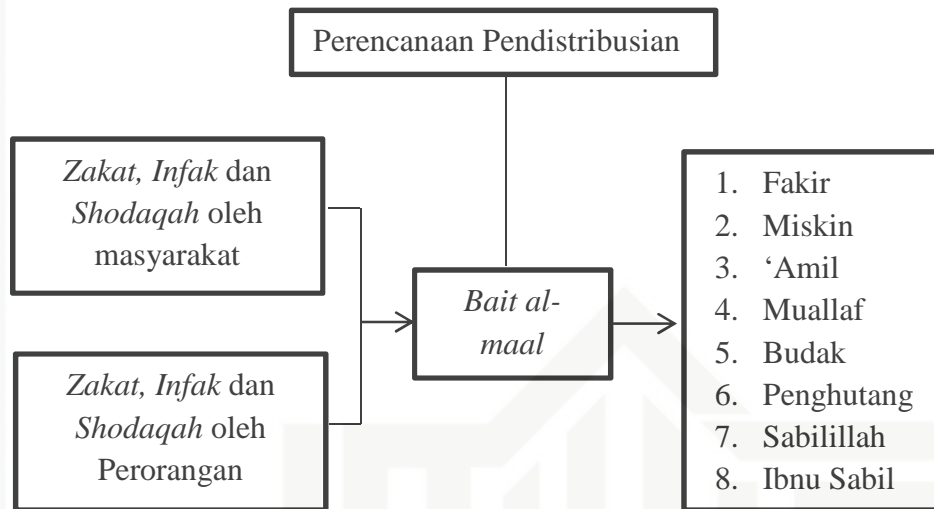 Perencanaan Pendistribusian
Zakat, Infak dan
Shodaqah oleh
masyarakat
Zakat, Infak dan
Shodaqah oleh
Perorangan
Bait al-
maal
1. Fakir
2. Miskin
3. ‘Amil
4. Muallaf
5. Budak
6. Penghutang
7. Sabilillah
8. Ibnu Sabil